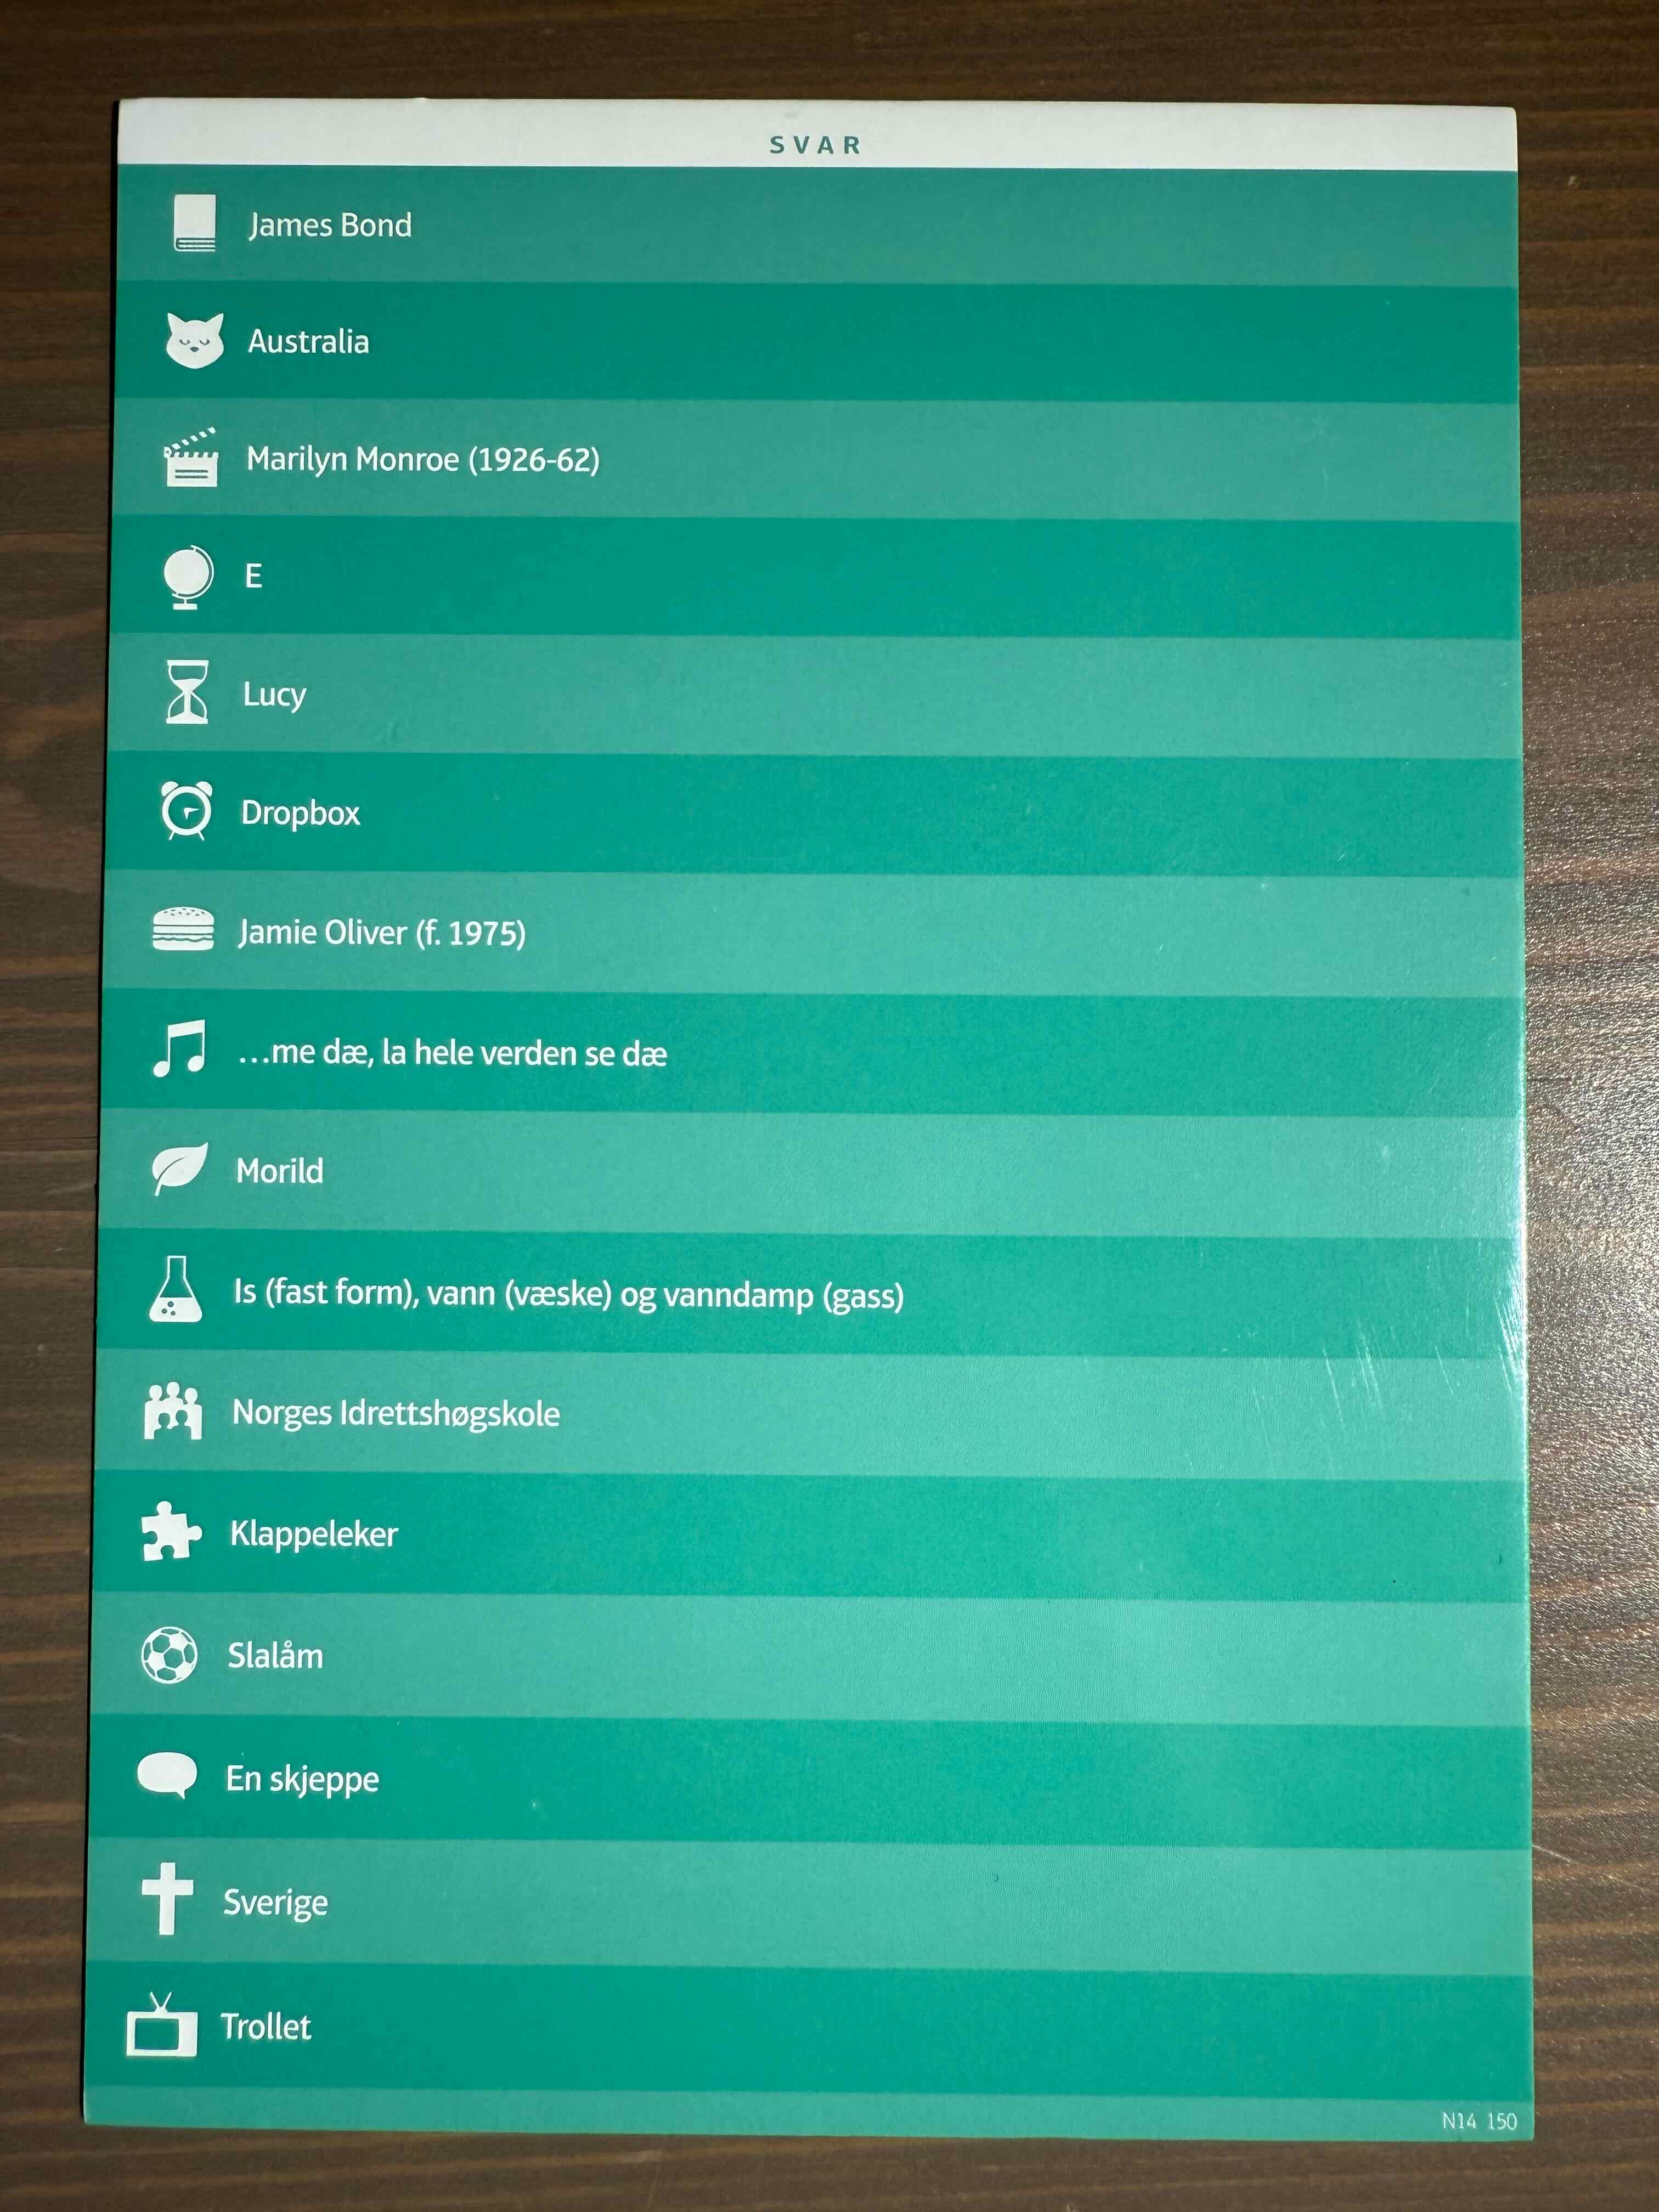 SVAR
James Bond
Australia
Marilyn Monroe (1926-62)
E
Lucy
Dropbox
Jamie Oliver (f. 1975)
...me dæ, la hele verden se dæ
Morild
Is (fast form), vann (væske) og vanndamp (gass)
Norges Idrettshøgskole
Klappeleker
Slalåm
En skjeppe
Sverige
Trollet
N14 150